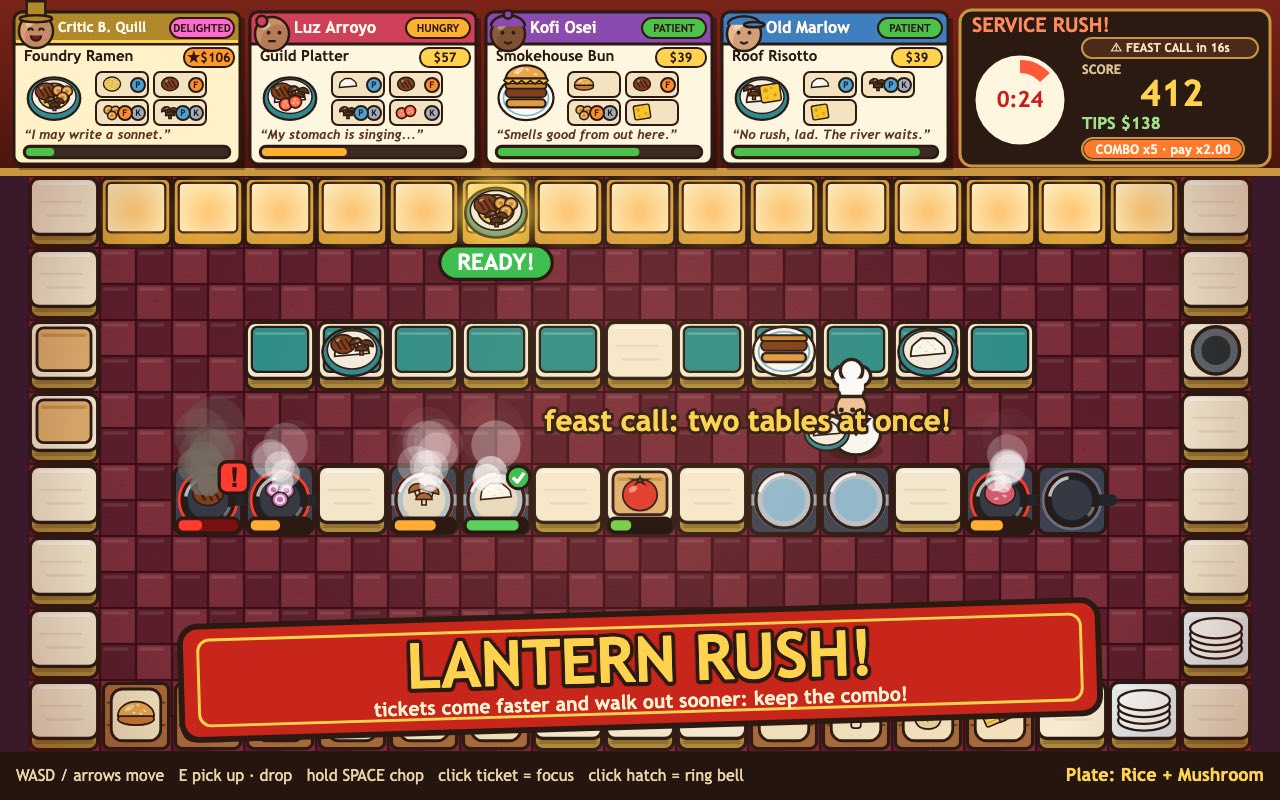 Critic B. Quill
DELIGHTED
Foundry Ramen
★$106
P
F
F K
P F K
“I may write a sonnet.”
Luz Arroyo
HUNGRY
Guild Platter
$57
P
F
P F K
K
“My stomach is singing...”
Kofi Osei
PATIENT
Smokehouse Bun
$39
F
F K
“Smells good from out here.”
Old Marlow
PATIENT
Roof Risotto
$39
P
P F K
“No rush, lad. The river waits.”
SERVICE RUSH!
0:24
⚠ FEAST CALL in 16s
SCORE
412
TIPS $138
COMBO x5 · pay x2.00
READY!
feast call: two tables at once!
!
LANTERN RUSH!
tickets come faster and walk out sooner: keep the combo!
WASD / arrows move E pick up · drop hold SPACE chop click ticket = focus click hatch = ring bell
Plate: Rice + Mushroom